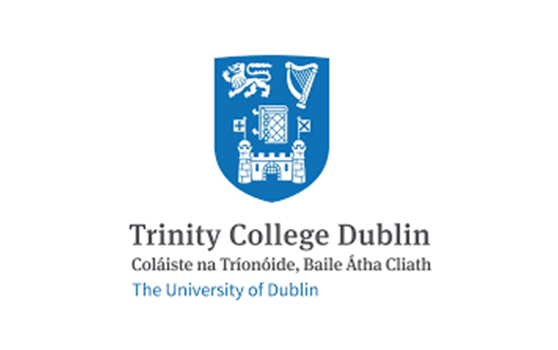 Trinity College Dublin
Coláiste na Tríonóide, Baile Átha Cliath
The University of Dublin